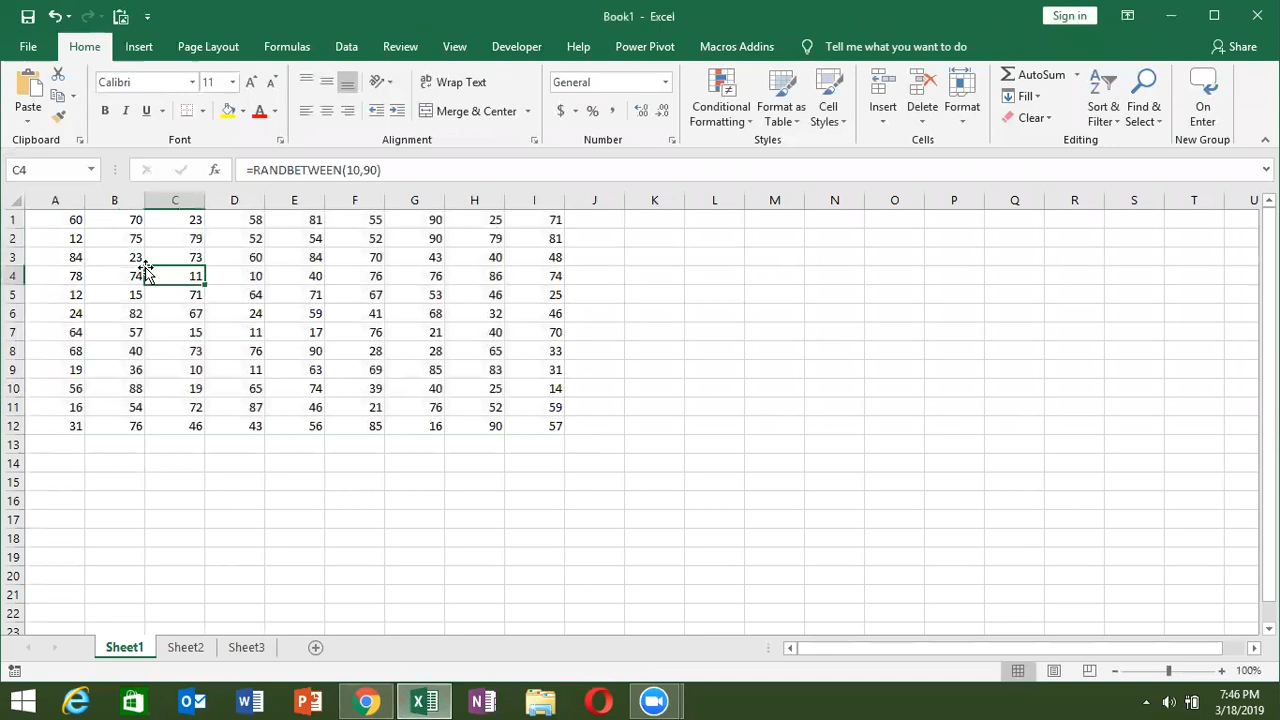 Book1 - Excel
Sign in
File Home Insert Page Layout Formulas Data Review View Developer Help Power Pivot Macros Addins Tell me what you want to do Share
Paste
Calibri 11
B I U
Wrap Text
Merge & Center
General
$ % ,
Conditional Formatting
Format as Table
Cell Styles
Insert
Delete
Format
AutoSum
Fill
Clear
Sort & Filter
Find & Select
On Enter
Clipboard Font Alignment Number Styles Cells Editing New Group
C4 fx =RANDBETWEEN(10,90)
A B C D E F G H I J K L M N O P Q R S T U
1 60 70 23 58 81 55 90 25 71
2 12 75 79 52 54 52 90 79 81
3 84 23 73 60 84 70 43 40 48
4 78 74 11 10 40 76 76 86 74
5 12 15 71 64 71 67 53 46 25
6 24 82 67 24 59 41 68 32 46
7 64 57 15 11 17 76 21 40 70
8 68 40 73 76 90 28 28 65 33
9 19 36 10 11 63 69 85 83 31
10 56 88 19 65 74 39 40 25 14
11 16 54 72 87 46 21 76 52 59
12 31 76 46 43 56 85 16 90 57
13
14
15
16
17
18
19
20
21
22
23
Sheet1 Sheet2 Sheet3
100%
7:46 PM
3/18/2019